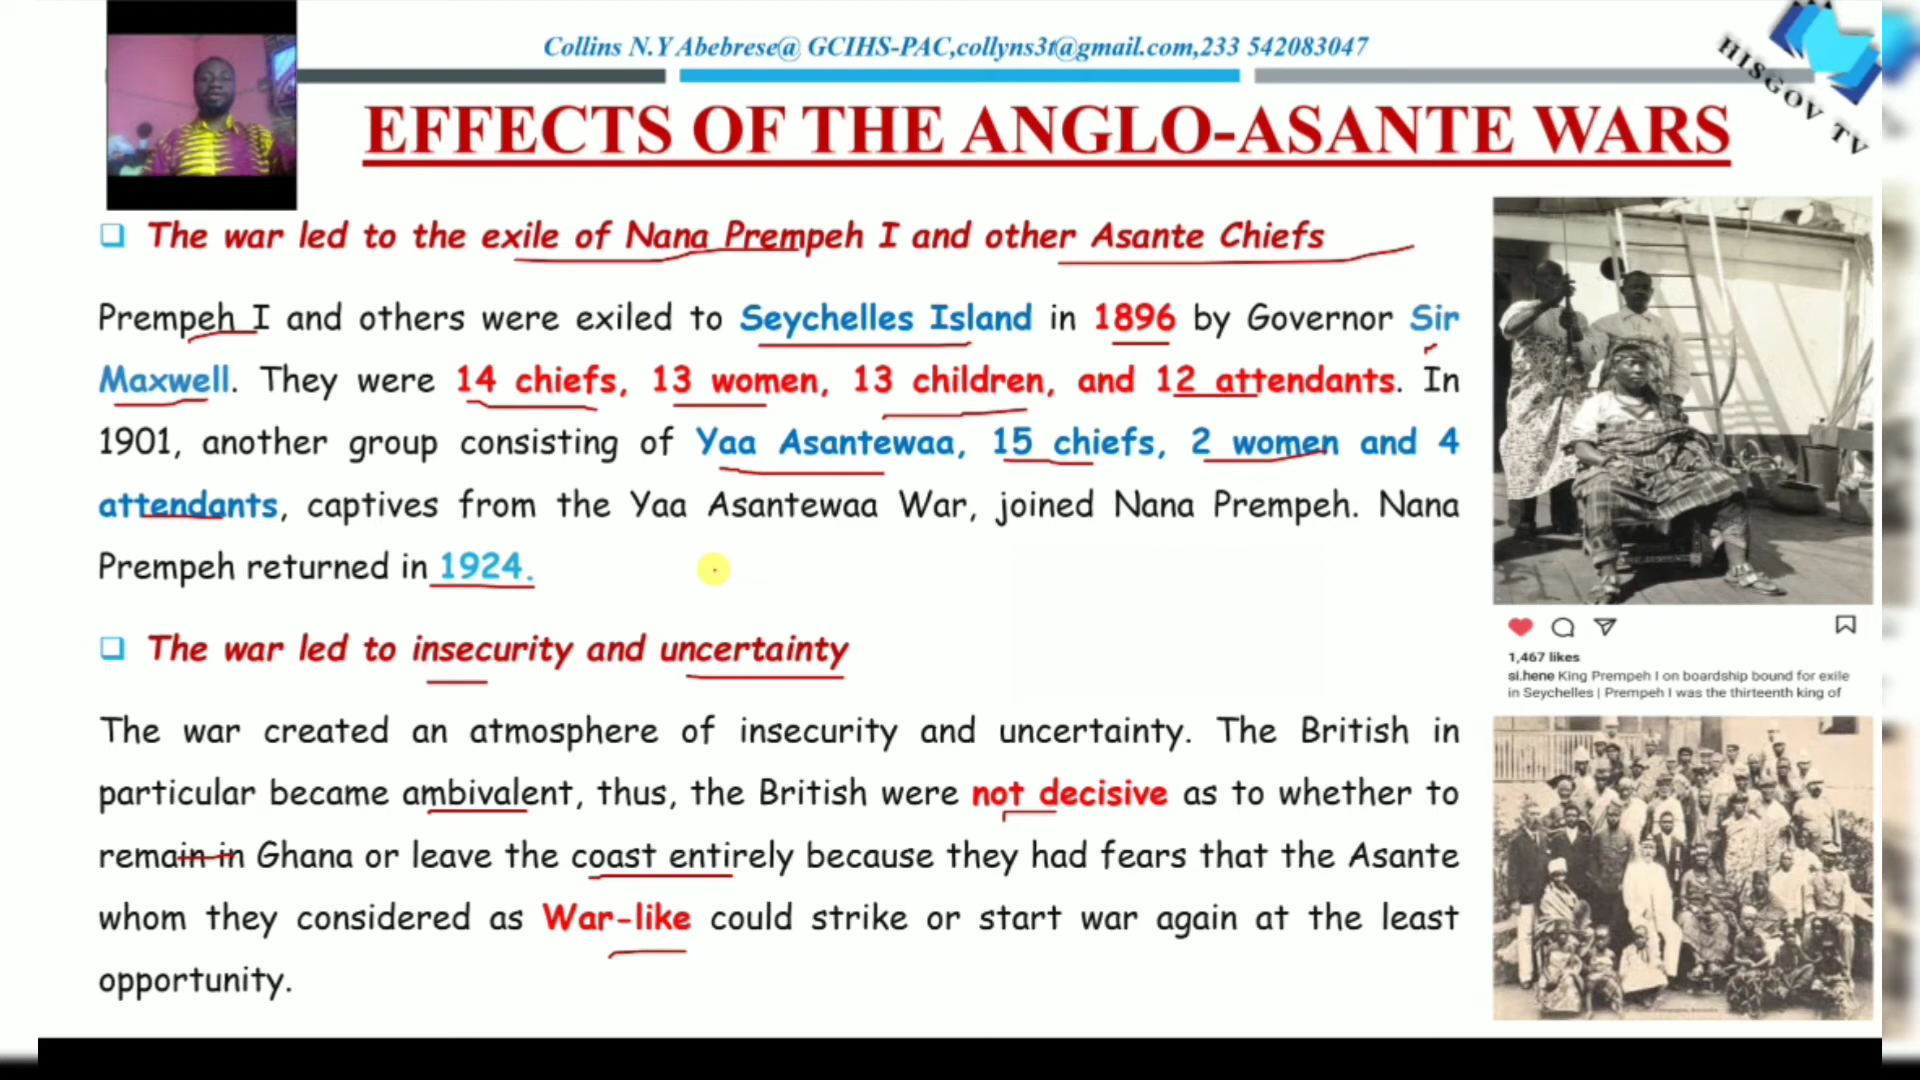 Collins N.Y Abebrese@ GCIHS-PAC,collyns3t@gmail.com,233 542083047
HISGOV TV
EFFECTS OF THE ANGLO-ASANTE WARS
The war led to the exile of Nana Prempeh I and other Asante Chiefs
Prempeh I and others were exiled to Seychelles Island in 1896 by Governor Sir
Maxwell. They were 14 chiefs, 13 women, 13 children, and 12 attendants. In
1901, another group consisting of Yaa Asantewaa, 15 chiefs, 2 women and 4
attendants, captives from the Yaa Asantewaa War, joined Nana Prempeh. Nana
Prempeh returned in 1924.
The war led to insecurity and uncertainty
The war created an atmosphere of insecurity and uncertainty. The British in
particular became ambivalent, thus, the British were not decisive as to whether to
remain in Ghana or leave the coast entirely because they had fears that the Asante
whom they considered as War-like could strike or start war again at the least
opportunity.
1,467 likes
si.hene King Prempeh I on boardship bound for exile
in Seychelles | Prempeh I was the thirteenth king of